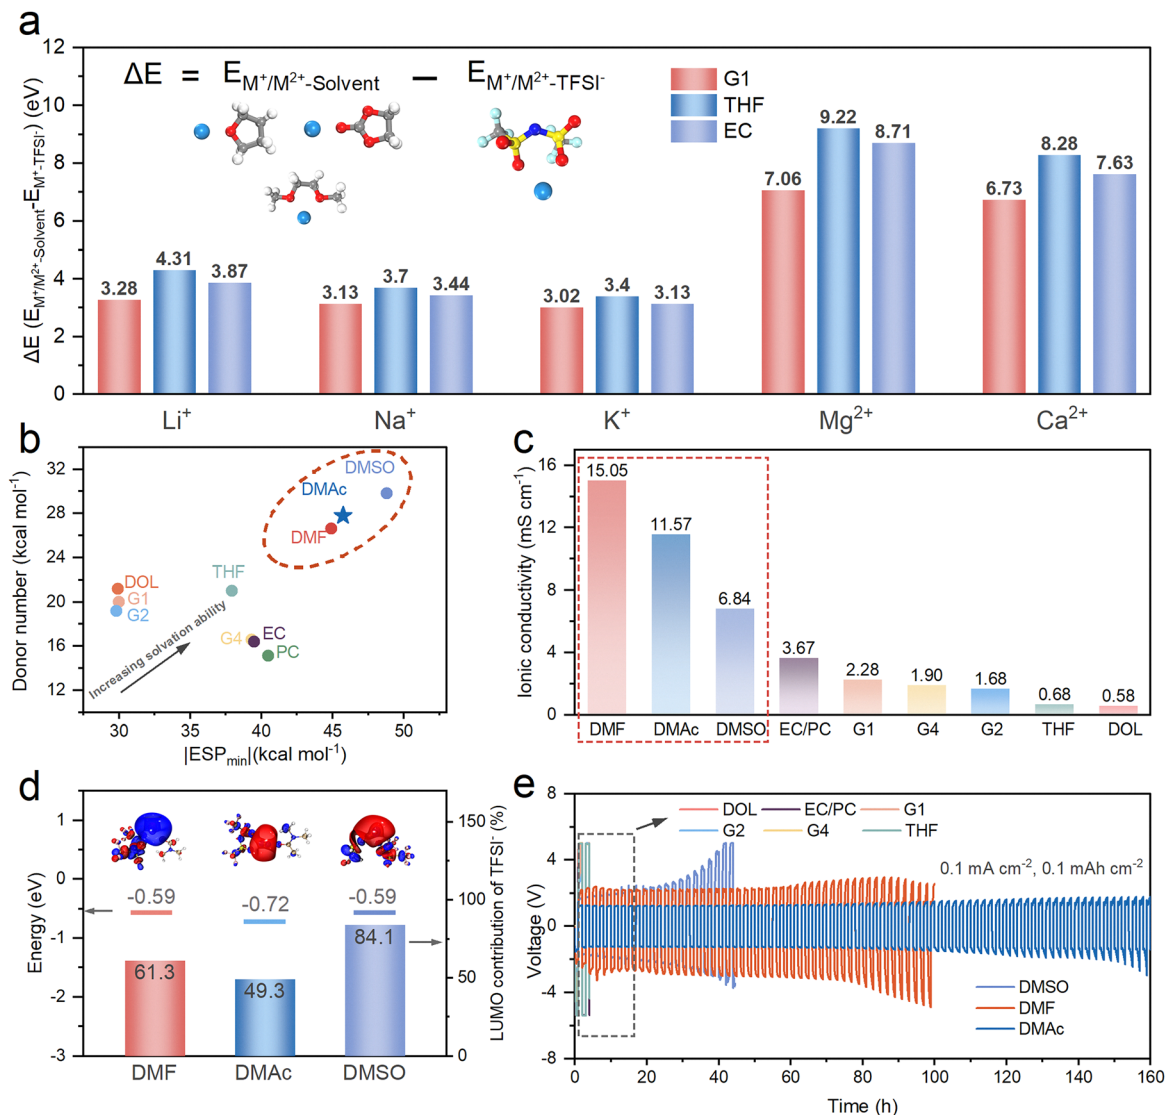 a
ΔE = E_M⁺/M²⁺-Solvent — E_M⁺/M²⁺-TFSI⁻
G1
THF
EC
ΔE (E_M⁺/M²⁺-Solvent-E_M⁺-TFSI⁻) (eV)
12
10
8
6
4
2
0
3.28
4.31
3.87
3.13
3.7
3.44
3.02
3.4
3.13
7.06
9.22
8.71
6.73
8.28
7.63
Li⁺
Na⁺
K⁺
Mg²⁺
Ca²⁺
b
Donor number (kcal mol⁻¹)
32
28
24
20
16
12
DMSO
DMAc
DMF
THF
DOL
G1
G2
G4
EC
PC
Increasing solvation ability
30
35
40
45
50
|ESP_min|(kcal mol⁻¹)
c
Ionic conductivity (mS cm⁻¹)
16
12
8
4
0
15.05
11.57
6.84
3.67
2.28
1.90
1.68
0.68
0.58
DMF
DMAc
DMSO
EC/PC
G1
G4
G2
THF
DOL
d
Energy (eV)
1
0
-1
-2
-3
-0.59
-0.72
-0.59
61.3
49.3
84.1
DMF
DMAc
DMSO
150
100
50
0
LUMO contribution of TFSI⁻ (%)
e
Voltage (V)
8
4
0
-4
-8
DOL
EC/PC
G1
G2
G4
THF
0.1 mA cm⁻², 0.1 mAh cm⁻²
DMSO
DMF
DMAc
0
20
40
60
80
100
120
140
160
Time (h)